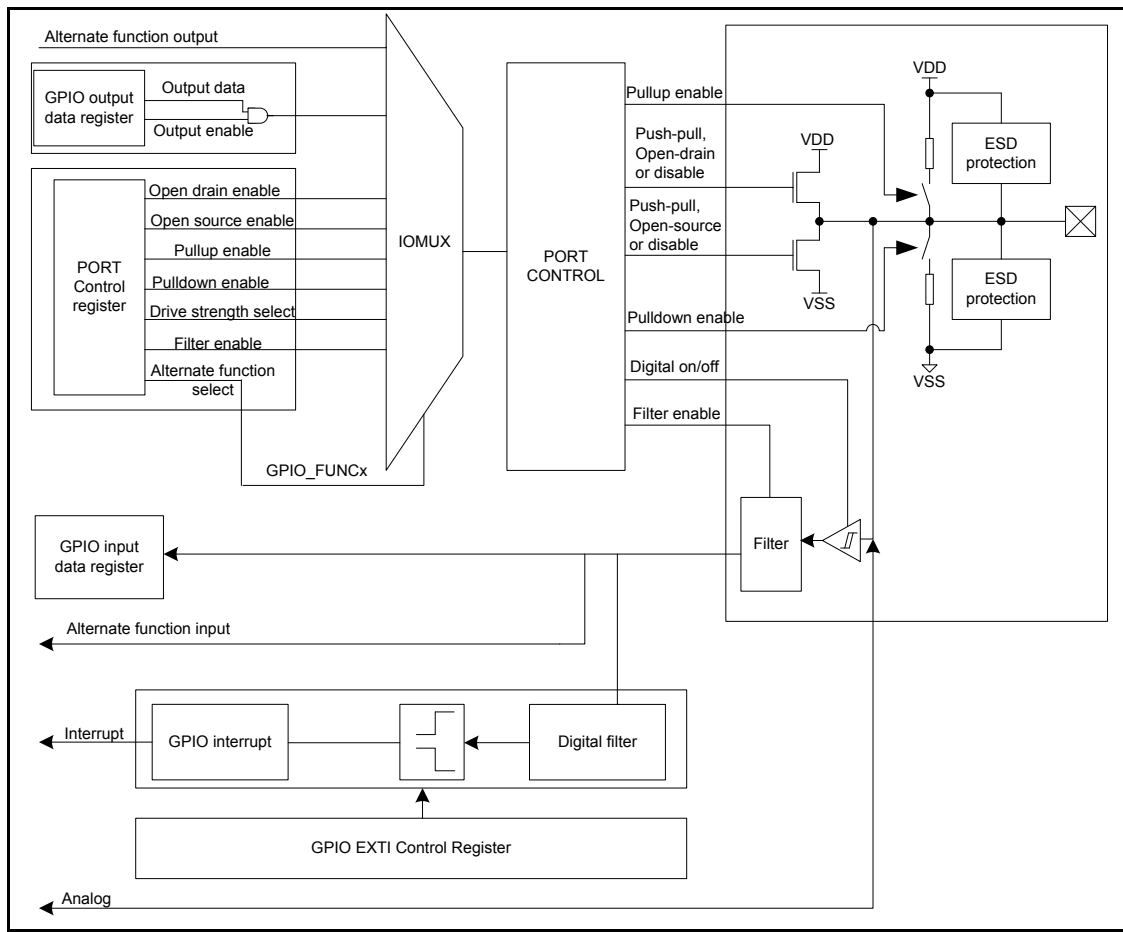 Alternate function output
GPIO output
data register
Output data
Output enable
PORT
Control
register
Open drain enable
Open source enable
Pullup enable
Pulldown enable
Drive strength select
Filter enable
Alternate function
select
GPIO_FUNCx
IOMUX
PORT
CONTROL
Pullup enable
Push-pull,
Open-drain
or disable
Push-pull,
Open-source
or disable
Pulldown enable
Digital on/off
Filter enable
VDD
VSS
VDD
ESD
protection
ESD
protection
VSS
Filter
GPIO input
data register
Alternate function input
Interrupt
GPIO interrupt
Digital filter
GPIO EXTI Control Register
Analog